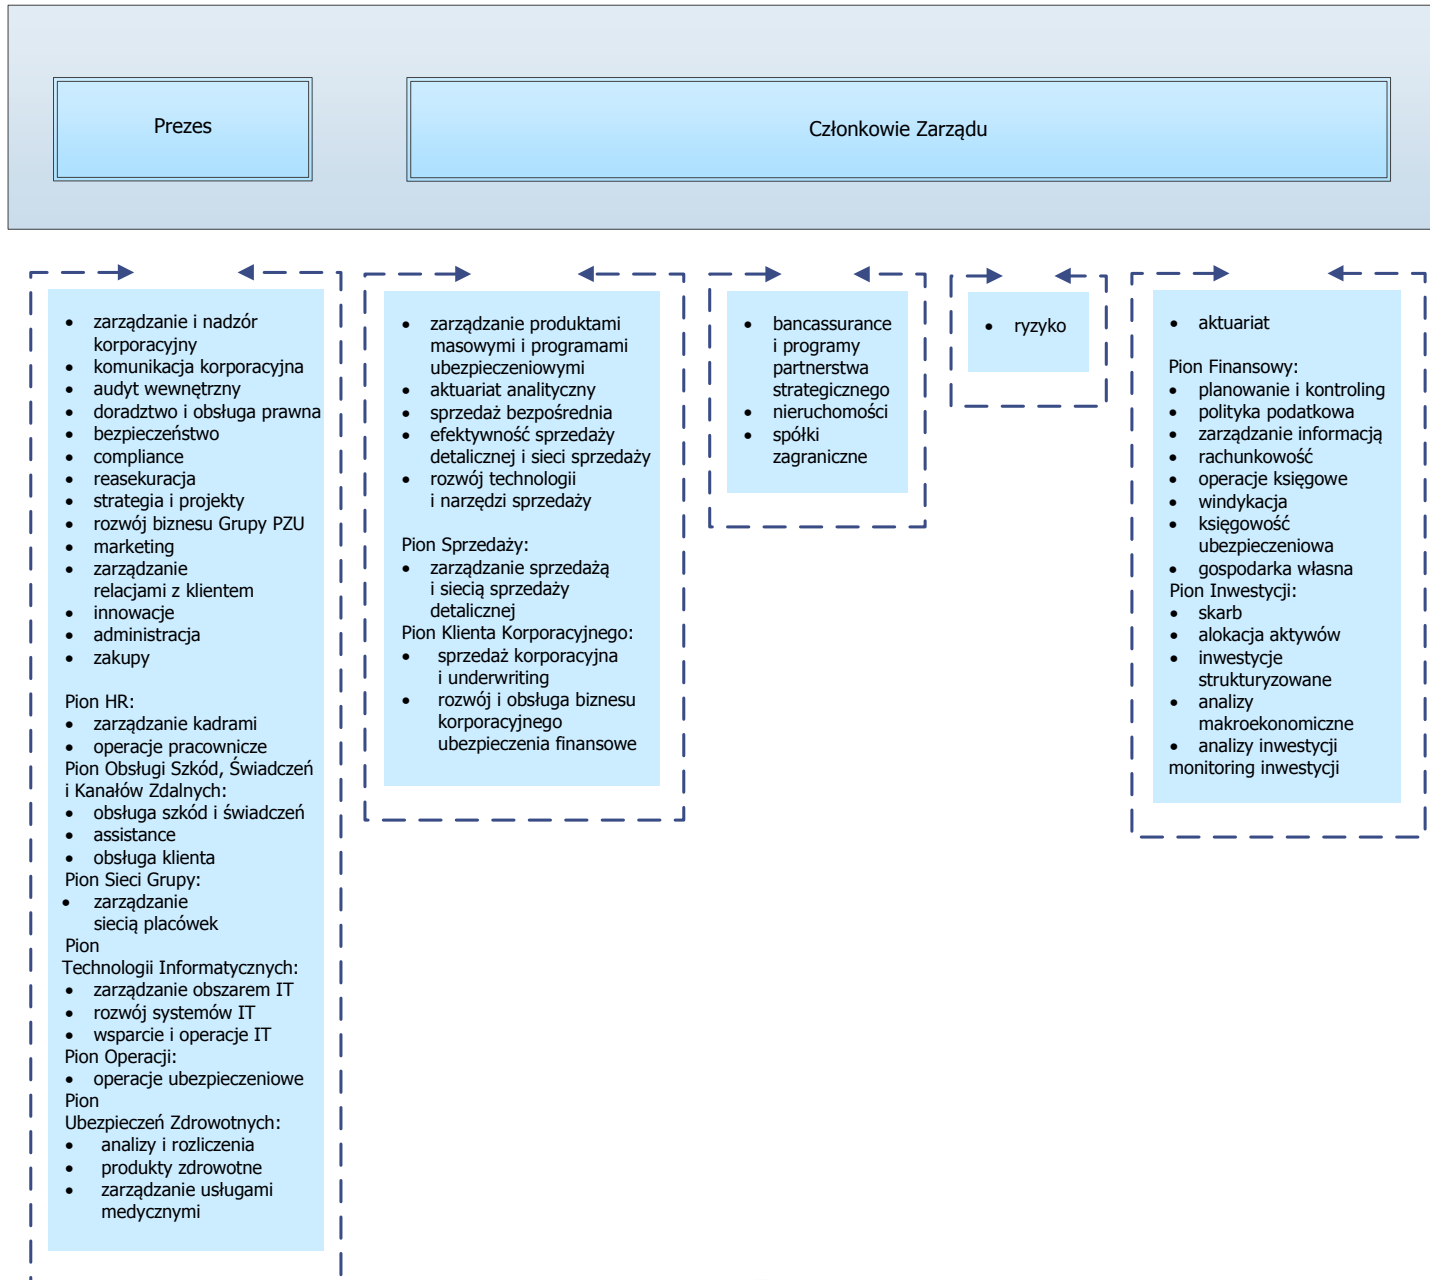 Prezes
Członkowie Zarządu
• zarządzanie i nadzór
korporacyjny
• komunikacja korporacyjna
• audyt wewnętrzny
• doradztwo i obsługa prawna
• bezpieczeństwo
• compliance
• reasekuracja
• strategia i projekty
• rozwój biznesu Grupy PZU
• marketing
• zarządzanie
relacjami z klientem
• innowacje
• administracja
• zakupy
Pion HR:
• zarządzanie kadrami
• operacje pracownicze
Pion Obsługi Szkód, Świadczeń
i Kanałów Zdalnych:
• obsługa szkód i świadczeń
• assistance
• obsługa klienta
Pion Sieci Grupy:
• zarządzanie
siecią placówek
Pion
Technologii Informatycznych:
• zarządzanie obszarem IT
• rozwój systemów IT
• wsparcie i operacje IT
Pion Operacji:
• operacje ubezpieczeniowe
Pion
Ubezpieczeń Zdrowotnych:
• analizy i rozliczenia
• produkty zdrowotne
• zarządzanie usługami
medycznymi
• zarządzanie produktami
masowymi i programami
ubezpieczeniowymi
• aktuariat analityczny
• sprzedaż bezpośrednia
• efektywność sprzedaży
detalicznej i sieci sprzedaży
• rozwój technologii
i narzędzi sprzedaży
Pion Sprzedaży:
• zarządzanie sprzedażą
i siecią sprzedaży
detalicznej
Pion Klienta Korporacyjnego:
• sprzedaż korporacyjna
i underwriting
• rozwój i obsługa biznesu
korporacyjnego
ubezpieczenia finansowe
• bancassurance
i programy
partnerstwa
strategicznego
• nieruchomości
• spółki
zagraniczne
• ryzyko
• aktuariat
Pion Finansowy:
• planowanie i kontroling
• polityka podatkowa
• zarządzanie informacją
• rachunkowość
• operacje księgowe
• windykacja
• księgowość
ubezpieczeniowa
• gospodarka własna
Pion Inwestycji:
• skarb
• alokacja aktywów
• inwestycje
strukturyzowane
• analizy
makroekonomiczne
• analizy inwestycji
monitoring inwestycji